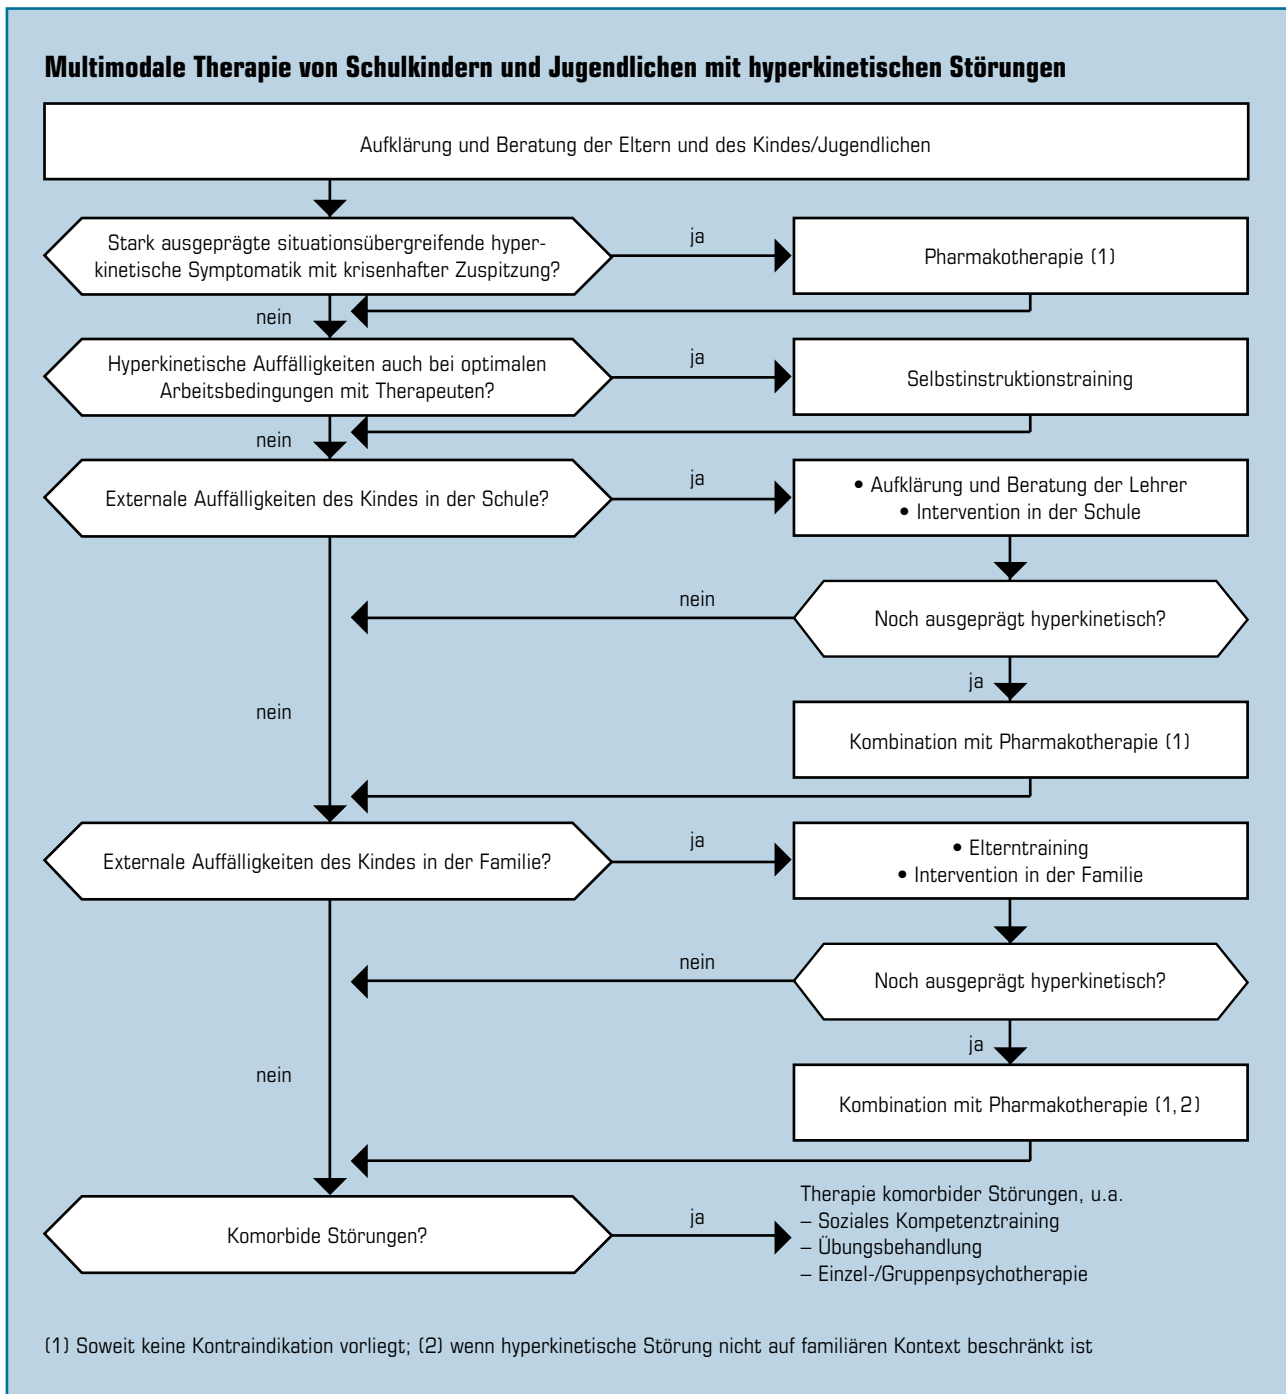 Multimodale Therapie von Schulkindern und Jugendlichen mit hyperkinetischen Störungen
Aufklärung und Beratung der Eltern und des Kindes/Jugendlichen
Stark ausgeprägte situationsübergreifende hyper-
kinetische Symptomatik mit krisenhafter Zuspitzung?
ja
Pharmakotherapie (1)
nein
Hyperkinetische Auffälligkeiten auch bei optimalen
Arbeitsbedingungen mit Therapeuten?
ja
Selbstinstruktionstraining
nein
Externale Auffälligkeiten des Kindes in der Schule?
ja
• Aufklärung und Beratung der Lehrer
• Intervention in der Schule
nein
Noch ausgeprägt hyperkinetisch?
ja
nein
Kombination mit Pharmakotherapie (1)
Externale Auffälligkeiten des Kindes in der Familie?
ja
• Elterntraining
• Intervention in der Familie
nein
Noch ausgeprägt hyperkinetisch?
ja
nein
Kombination mit Pharmakotherapie (1, 2)
Komorbide Störungen?
ja
Therapie komorbider Störungen, u.a.
– Soziales Kompetenztraining
– Übungsbehandlung
– Einzel-/Gruppenpsychotherapie
(1) Soweit keine Kontraindikation vorliegt; (2) wenn hyperkinetische Störung nicht auf familiären Kontext beschränkt ist